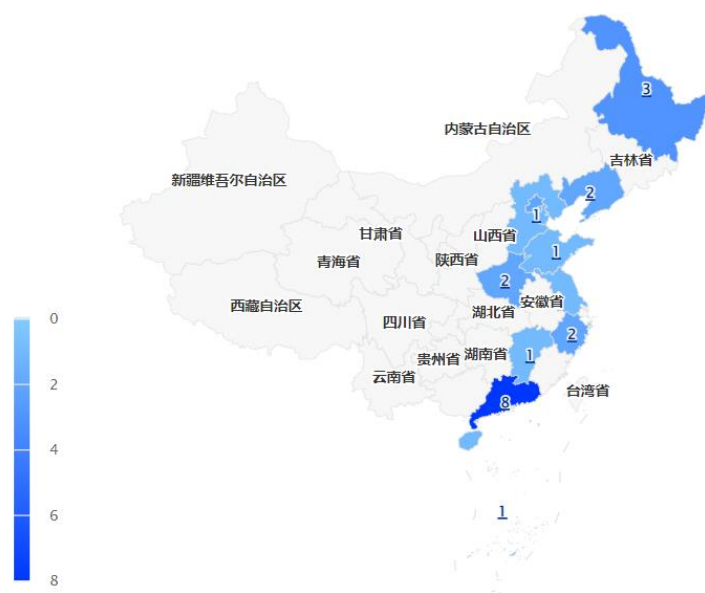 3
内蒙古自治区
吉林省
新疆维吾尔自治区
2
1
甘肃省
山西省
1
青海省
陕西省
2
西藏自治区
安徽省
湖北省
0
四川省
2
湖南省
1
贵州省
云南省
2
台湾省
8
4
1
6
8